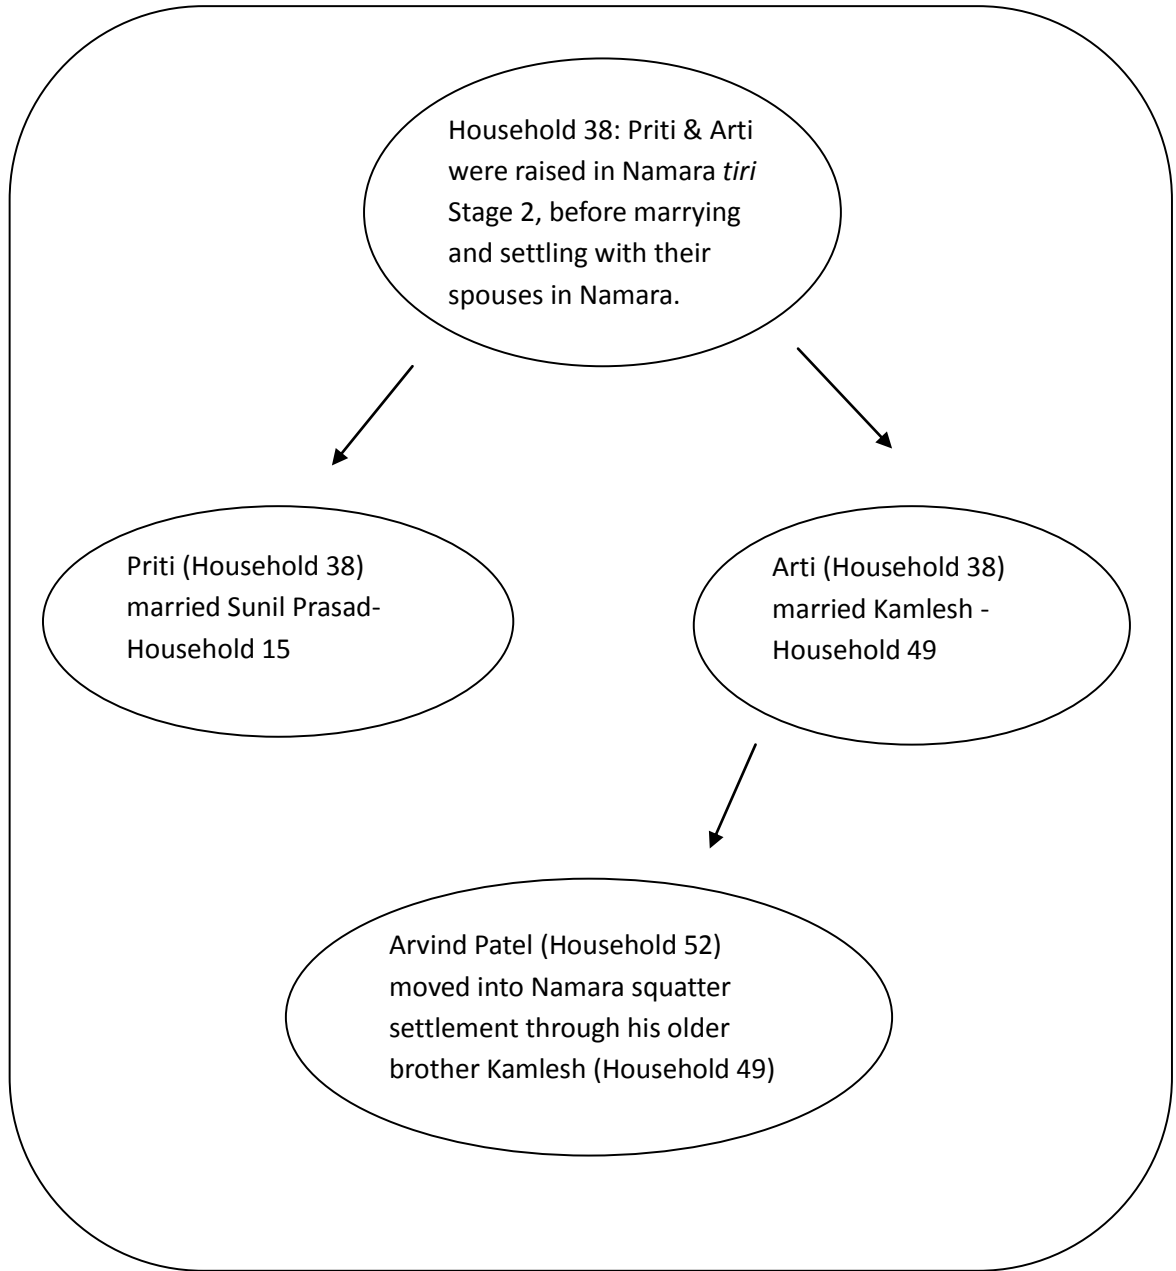 Household 38: Priti & Arti
were raised in Namara tiri
Stage 2, before marrying
and settling with their
spouses in Namara.
Priti (Household 38)
married Sunil Prasad-
Household 15
Arti (Household 38)
married Kamlesh -
Household 49
Arvind Patel (Household 52)
moved into Namara squatter
settlement through his older
brother Kamlesh (Household 49)